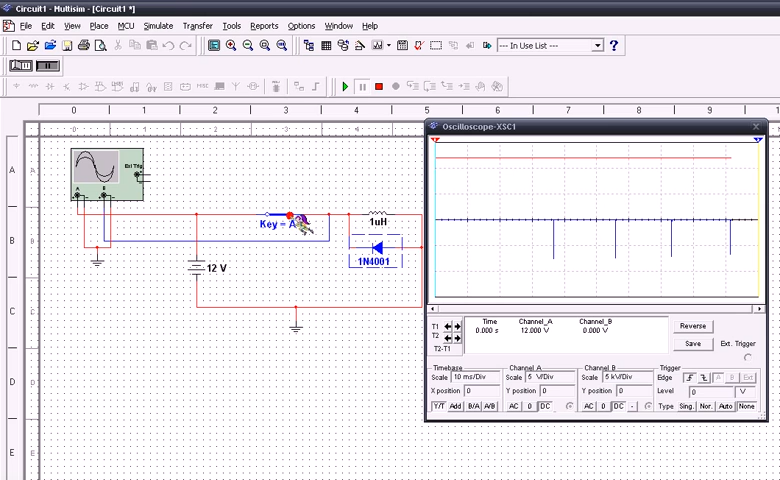 Circuit1 - Multisim - [Circuit1 *]
File Edit View Place MCU Simulate Transfer Tools Reports Options Window Help
--- In Use List ---
0 1 2 3 4 5 6 7 8 9
A
B
C
D
E
Ext Trig
A B
Key = A
1uH
1N4001
12 V
Oscilloscope-XSC1
Time Channel_A Channel_B
0.000 s 12.000 V 0.000 V
T1
T2
T2-T1
Reverse
Save
Ext. Trigger
Timebase
Scale 10 ms/Div
X position 0
Y/T Add B/A A/B
Channel A
Scale 5 V/Div
Y position 0
AC 0 DC
Channel B
Scale 5 kV/Div
Y position 0
AC 0 DC -
Trigger
Edge A B Ext
Level 0 V
Type Sing. Nor. Auto None